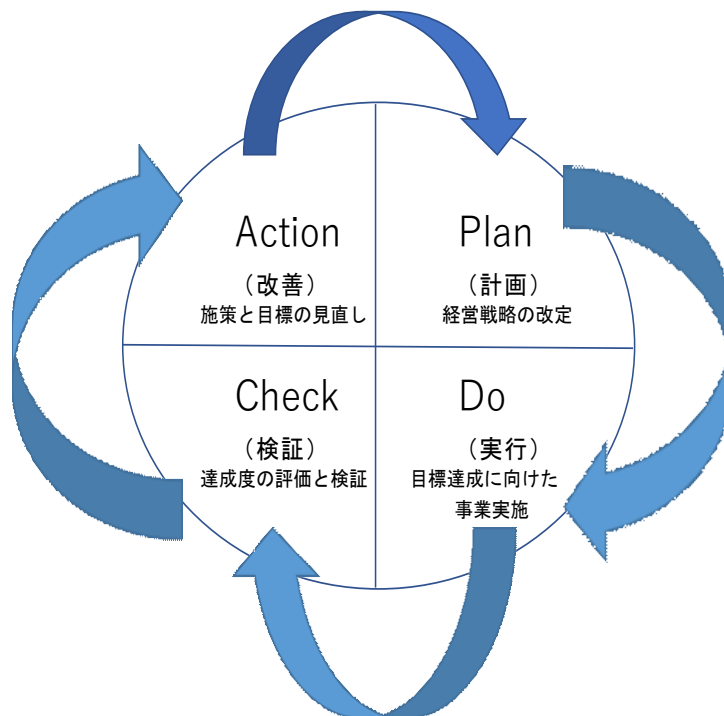 Action
（改善）
施策と目標の見直し
Plan
（計画）
経営戦略の改定
Check
（検証）
達成度の評価と検証
Do
（実行）
目標達成に向けた
事業実施